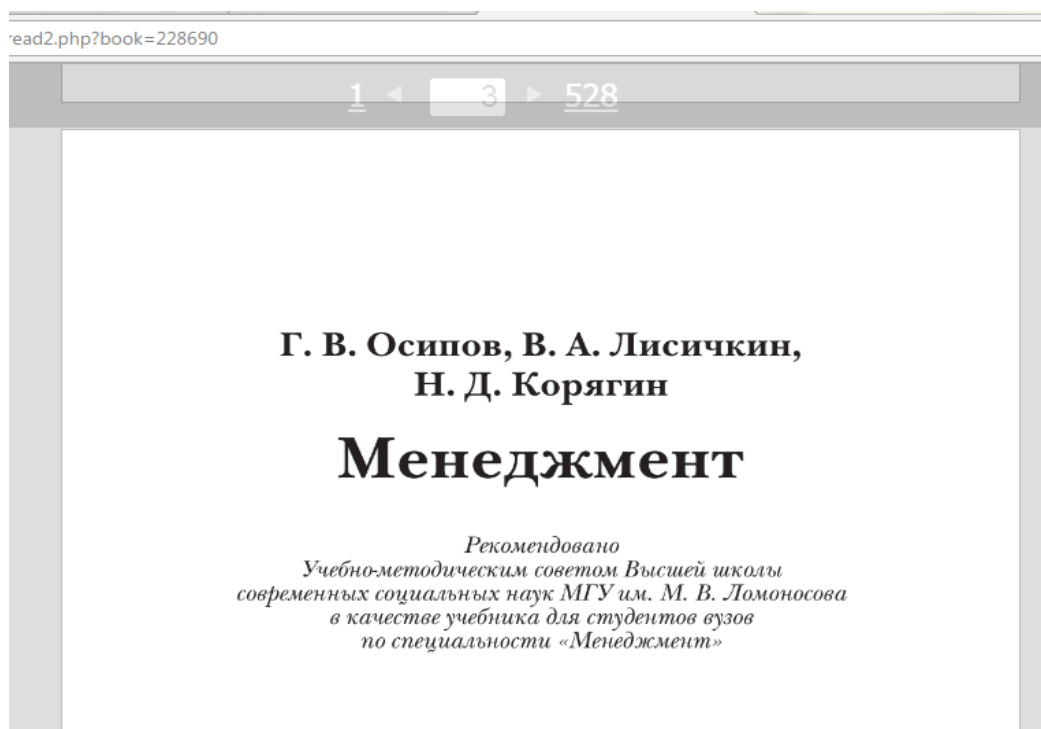 read2.php?book=228690
1 3 528
Г. В. Осипов, В. А. Лисичкин,
Н. Д. Корягин
Менеджмент
Рекомендовано
Учебно-методическим советом Высшей школы
современных социальных наук МГУ им. М. В. Ломоносова
в качестве учебника для студентов вузов
по специальности «Менеджмент»